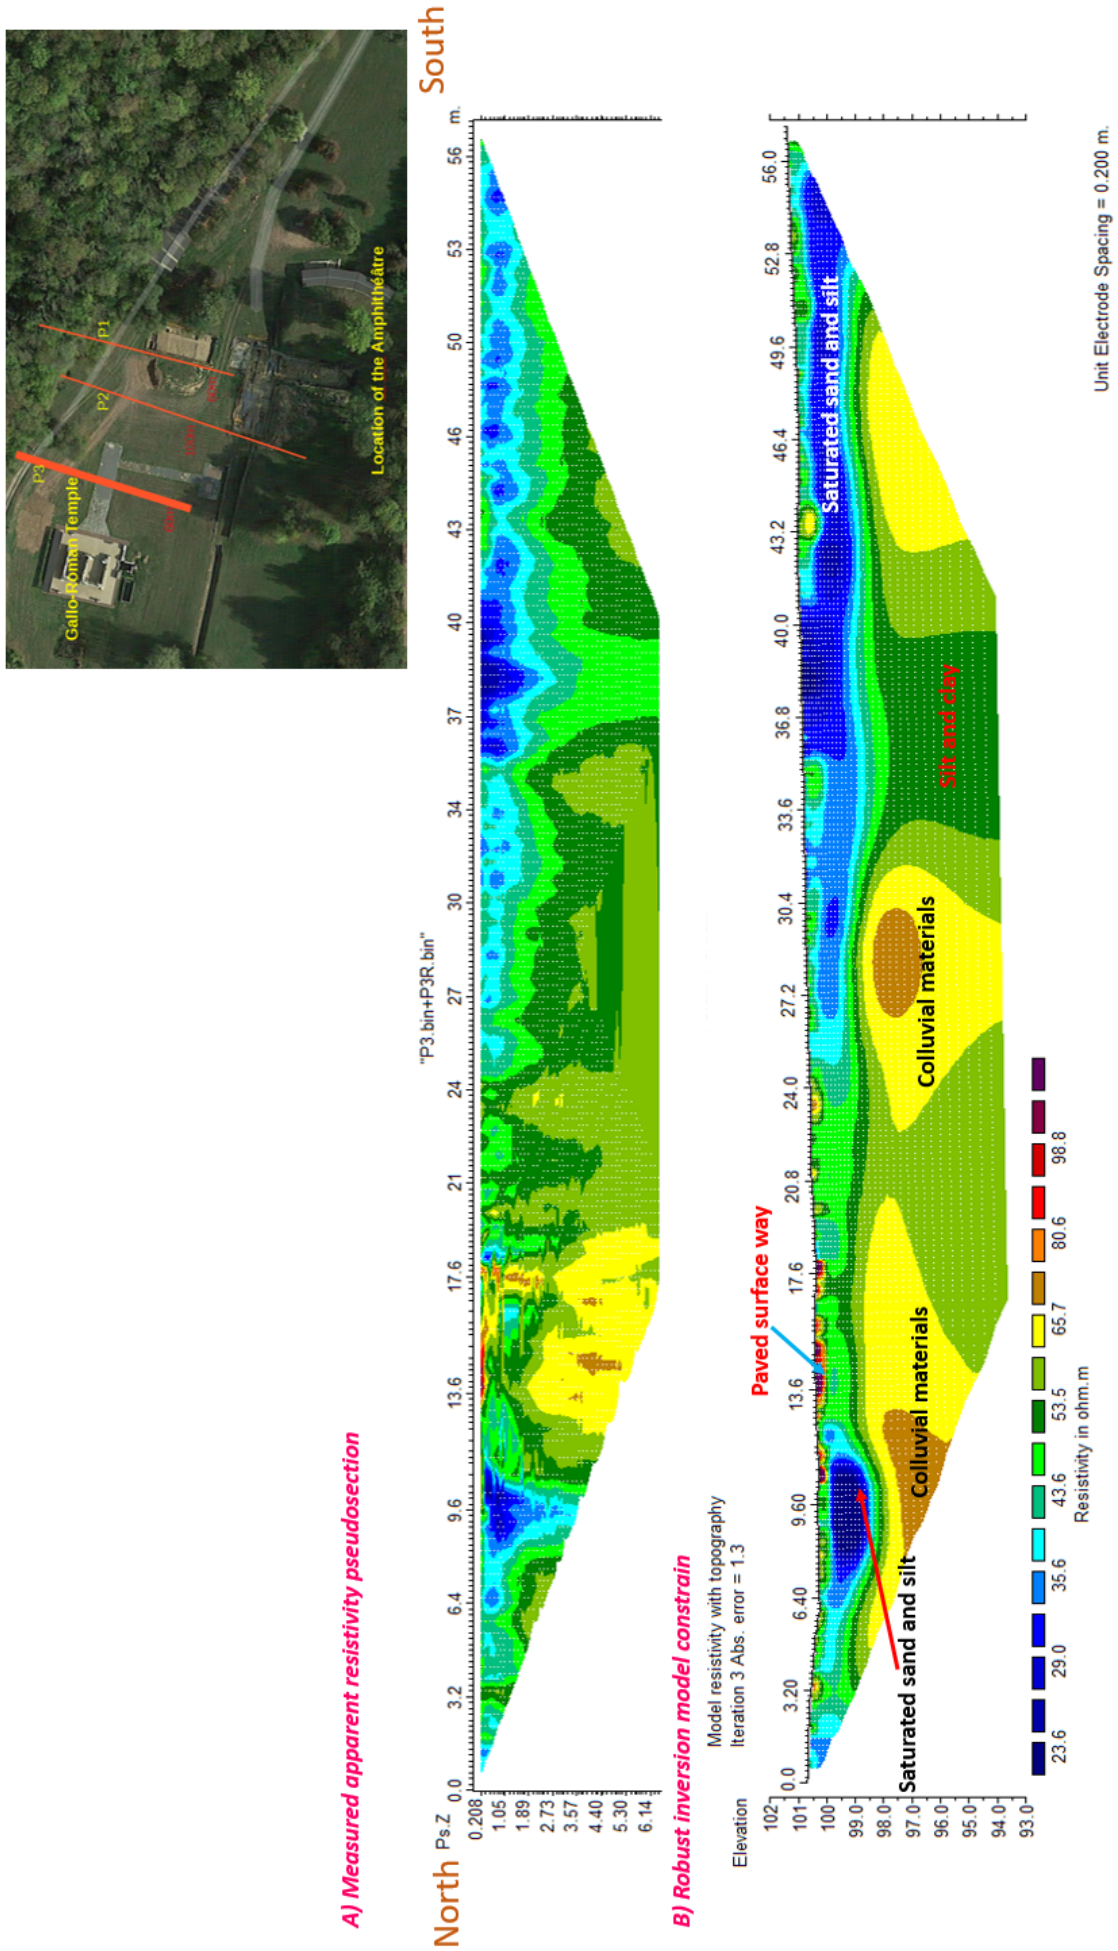 P1
P2
P3
Gallo-Roman Temple
Location of the Amphithéâtre
A) Measured apparent resistivity pseudosection
"P3.bin+P3R.bin"
North
South
Ps.Z
0.0 3.2 6.4 9.6 13.6 17.6 21 24 27 30 34 37 40 43 46 50 53 56 m.
0.208
1.05
1.89
2.73
3.57
4.40
5.30
6.14
B) Robust inversion model constrain
Model resistivity with topography
Iteration 3 Abs. error = 1.3
Elevation
102
101
100
99.0
98.0
97.0
96.0
95.0
94.0
93.0
0.0 3.20 6.40 9.60 13.6 17.6 20.8 24.0 27.2 30.4 33.6 36.8 40.0 43.2 46.4 49.6 52.8 56.0
Paved surface way
Saturated sand and silt
Saturated sand and silt
Colluvial materials
Colluvial materials
Silt and clay
23.6 29.0 35.6 43.6 53.5 65.7 80.6 98.8
Resistivity in ohm.m
Unit Electrode Spacing = 0.200 m.